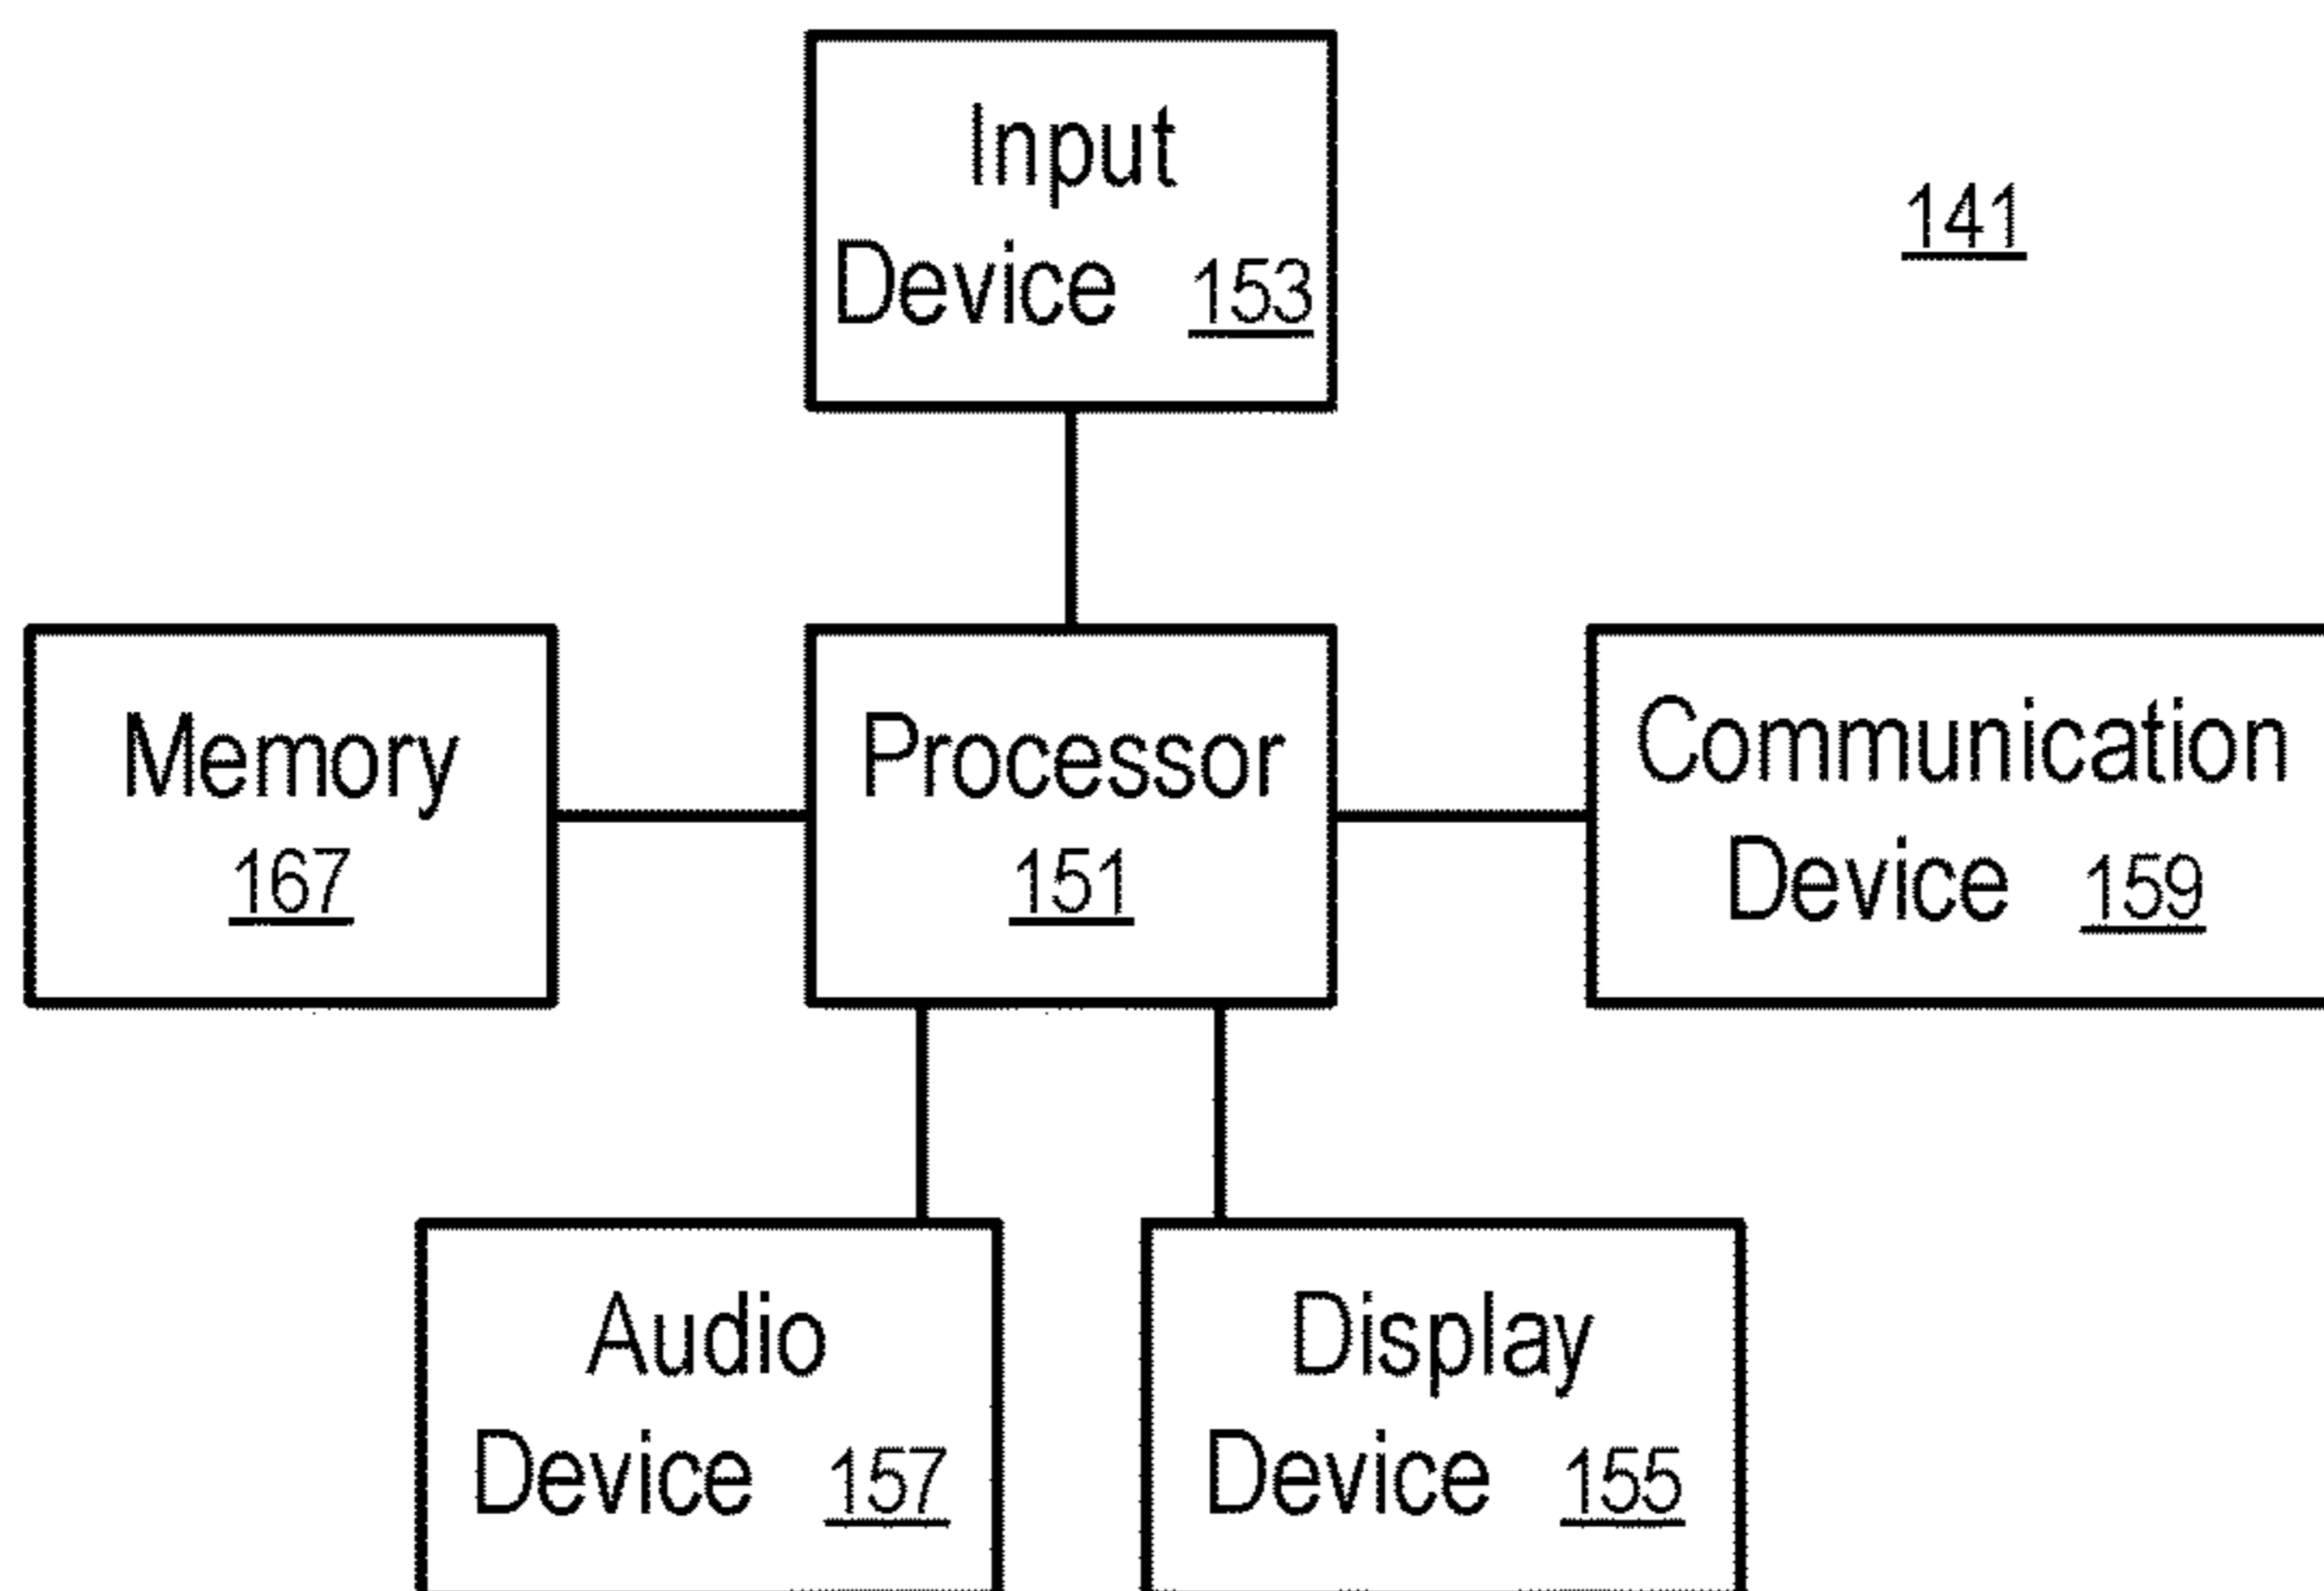 Input
Device 153
141
Memory
167
Processor
151
Communication
Device 159
Audio
Device 157
Display
Device 155